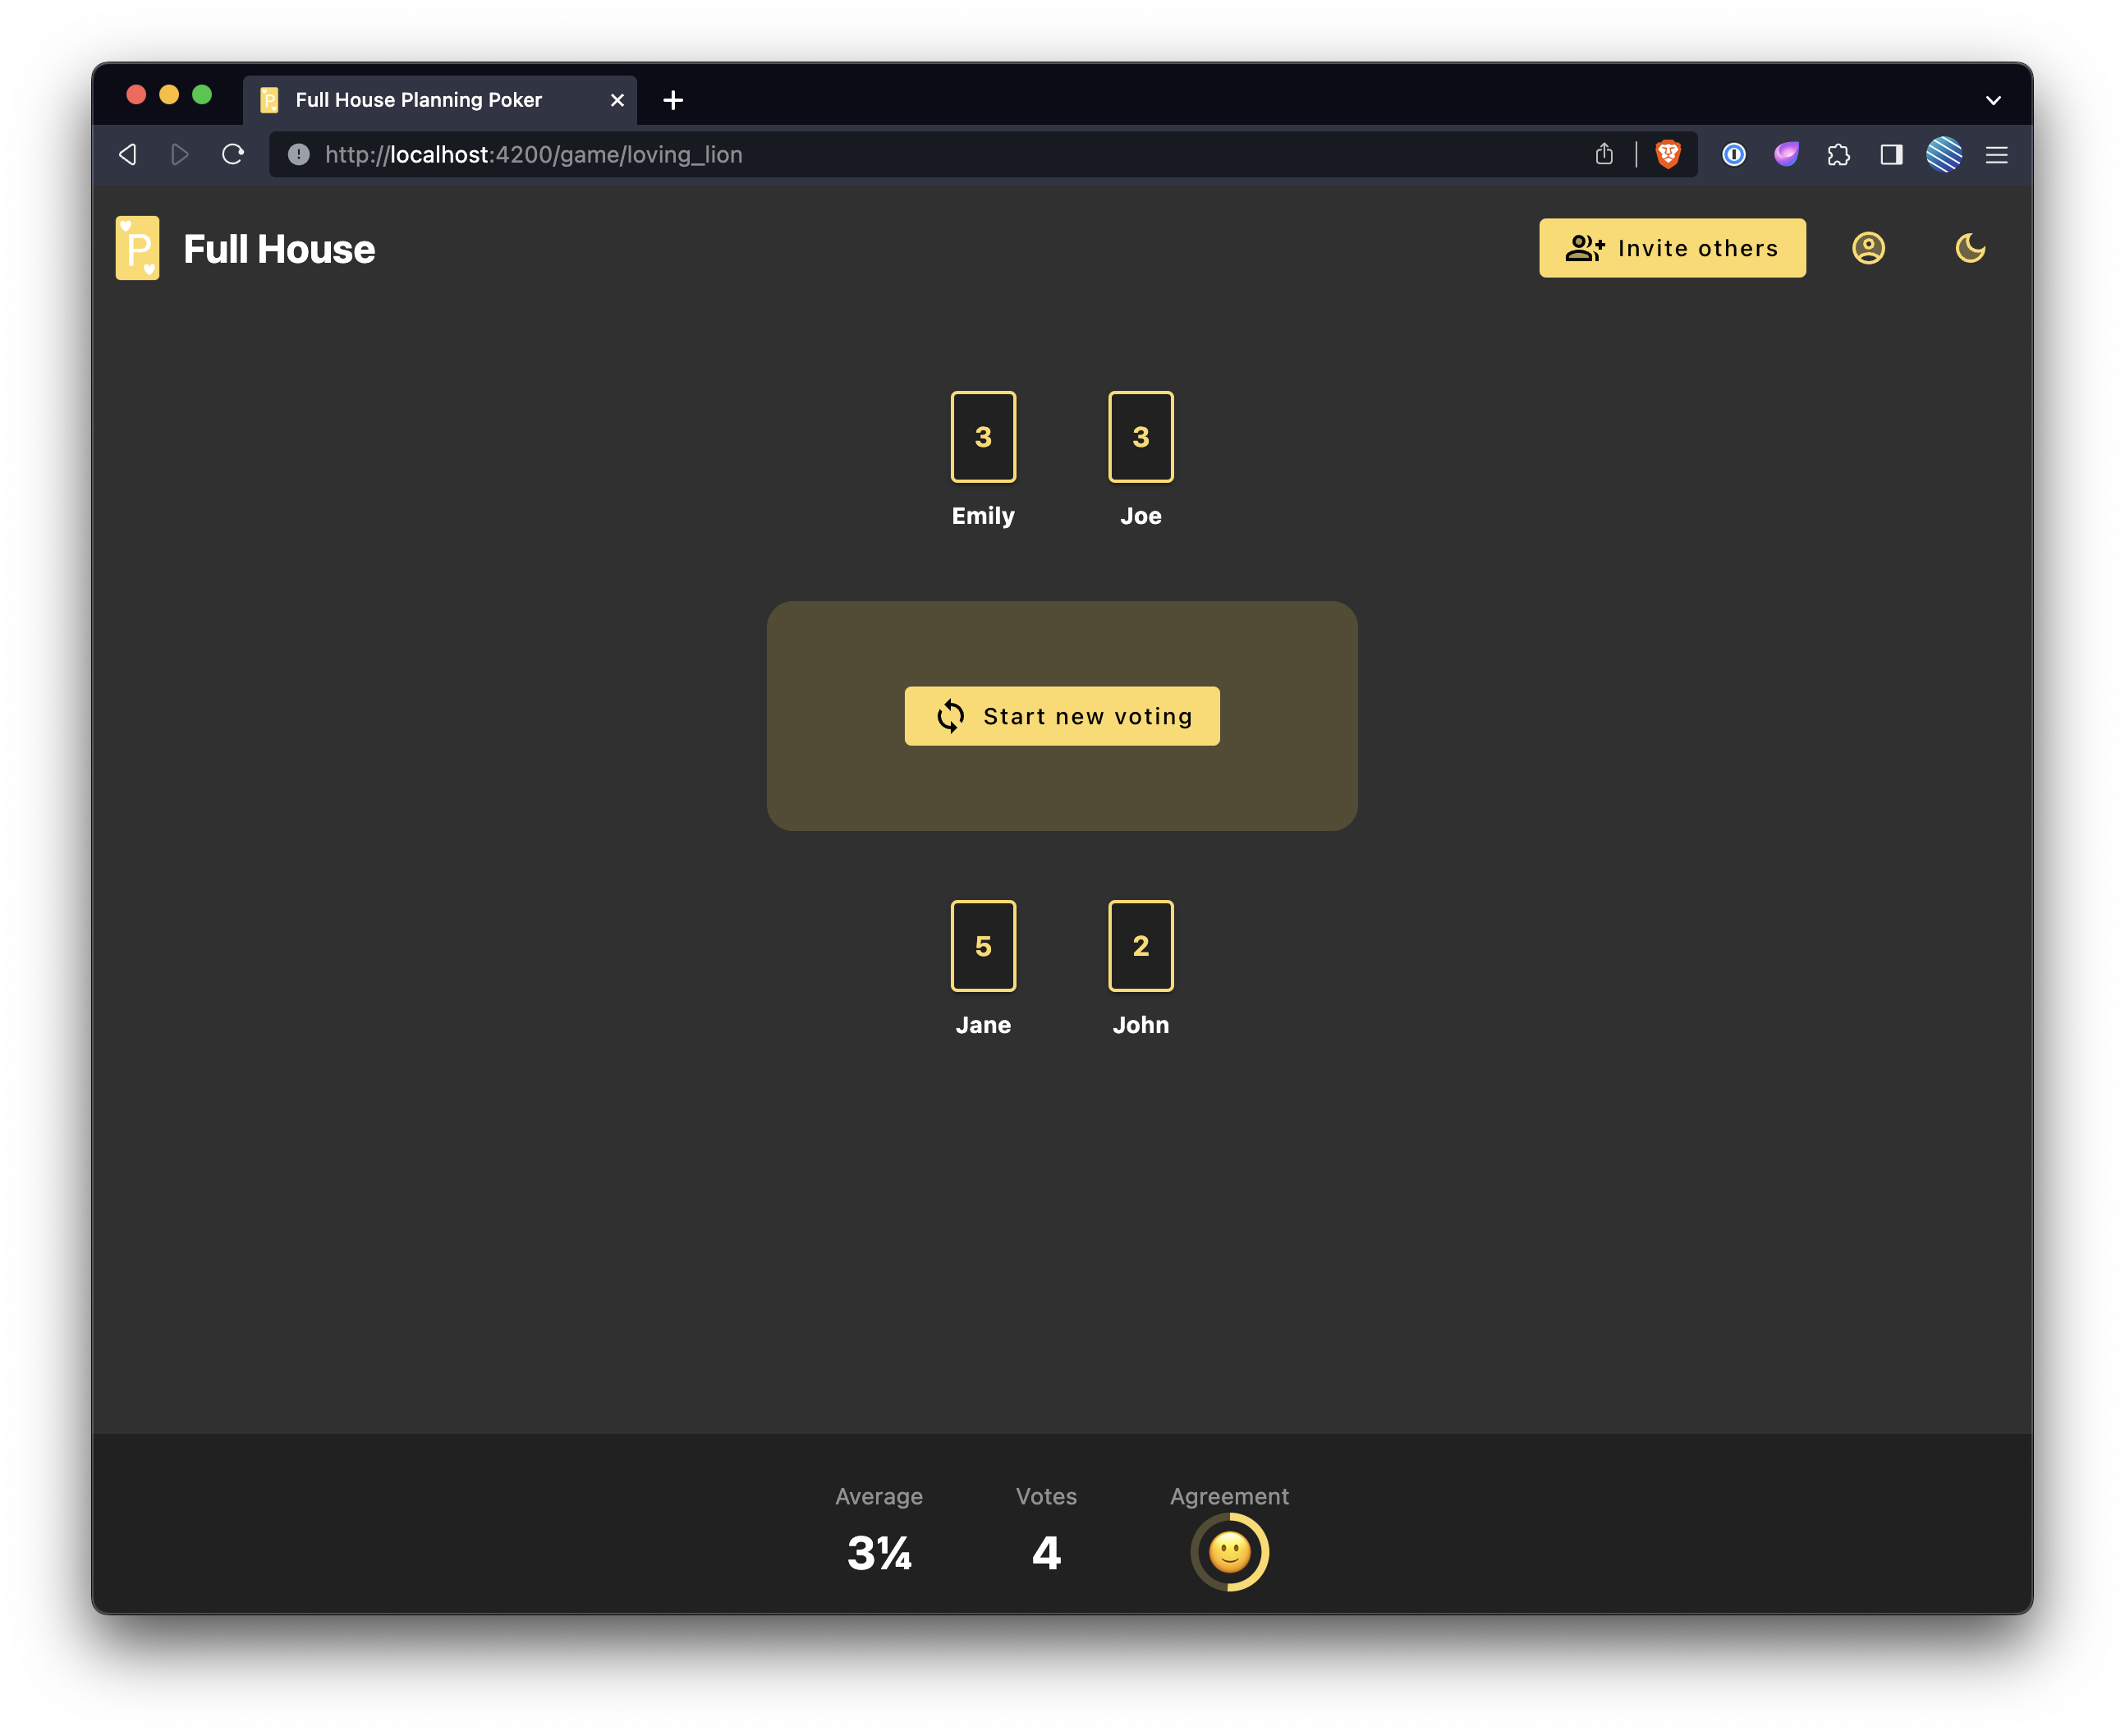 Full House Planning Poker
http://localhost:4200/game/loving_lion
P Full House
Invite others
3 3
Emily Joe
Start new voting
5 2
Jane John
Average Votes Agreement
3¼ 4